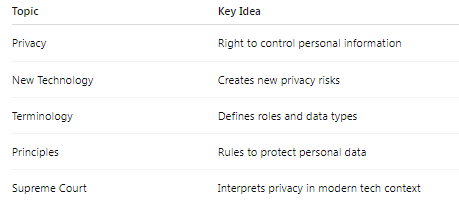 Topic Key Idea
Privacy Right to control personal information
New Technology Creates new privacy risks
Terminology Defines roles and data types
Principles Rules to protect personal data
Supreme Court Interprets privacy in modern tech context